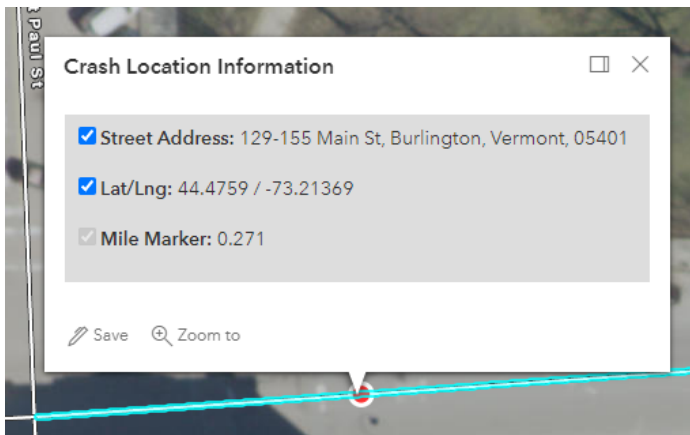 t Paul St
Crash Location Information
Street Address: 129-155 Main St, Burlington, Vermont, 05401
Lat/Lng: 44.4759 / -73.21369
Mile Marker: 0.271
Save Zoom to